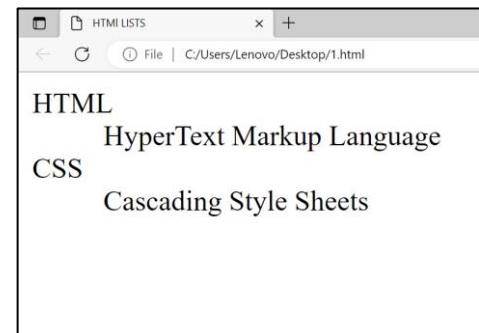 HTMl LISTS
File | C:/Users/Lenovo/Desktop/1.html
HTML
HyperText Markup Language
CSS
Cascading Style Sheets